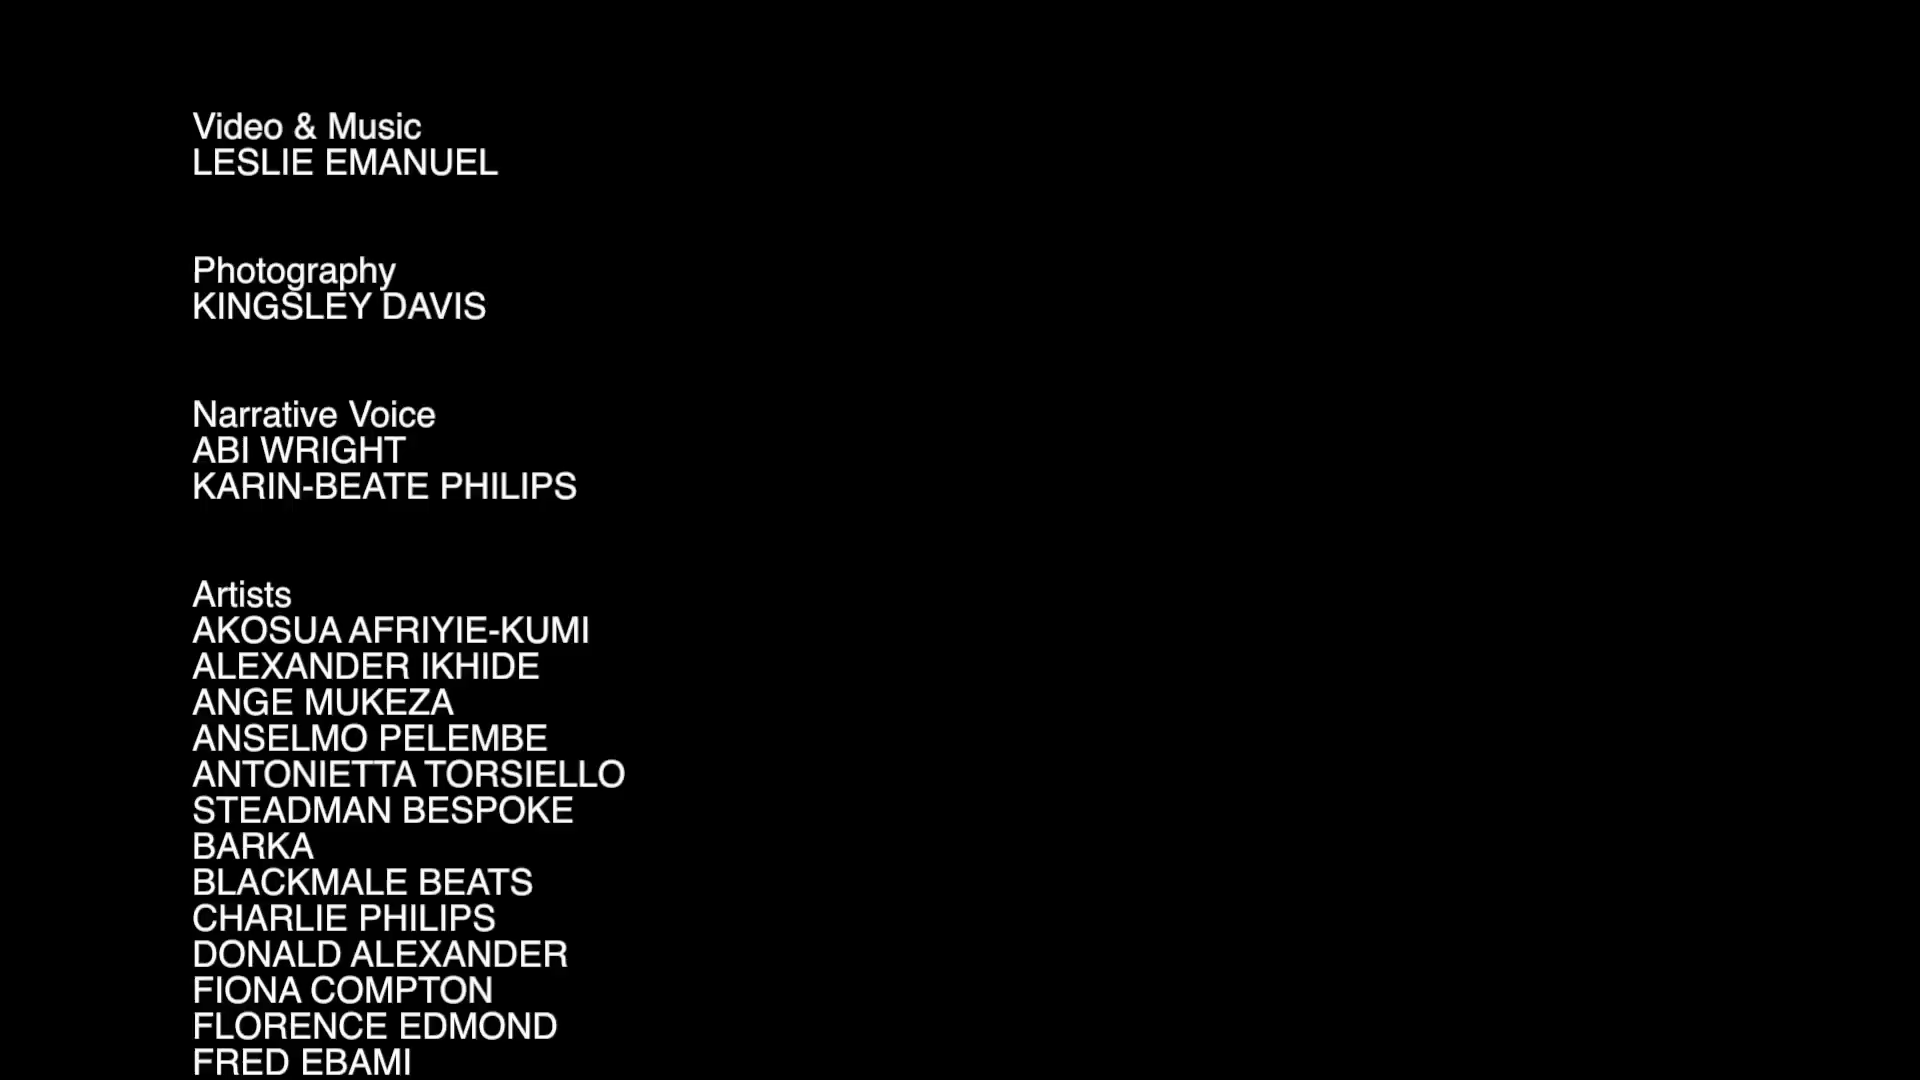 Video & Music
LESLIE EMANUEL
Photography
KINGSLEY DAVIS
Narrative Voice
ABI WRIGHT
KARIN-BEATE PHILIPS
Artists
AKOSUA AFRIYIE-KUMI
ALEXANDER IKHIDE
ANGE MUKEZA
ANSELMO PELEMBE
ANTONIETTA TORSIELLO
STEADMAN BESPOKE
BARKA
BLACKMALE BEATS
CHARLIE PHILIPS
DONALD ALEXANDER
FIONA COMPTON
FLORENCE EDMOND
FRED EBAMI